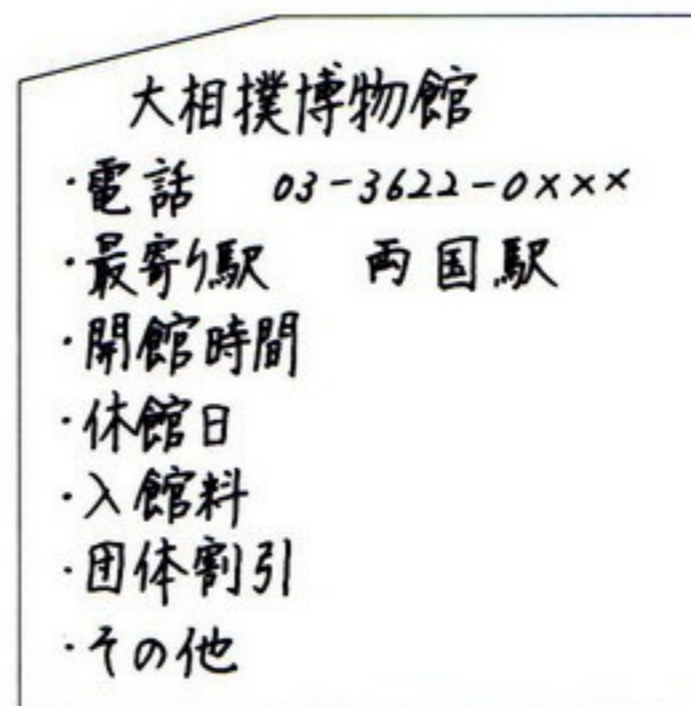 大相撲博物館
・電話 03-3622-0×××
・最寄り駅 両国駅
・開館時間
・休館日
・入館料
・団体割引
・その他